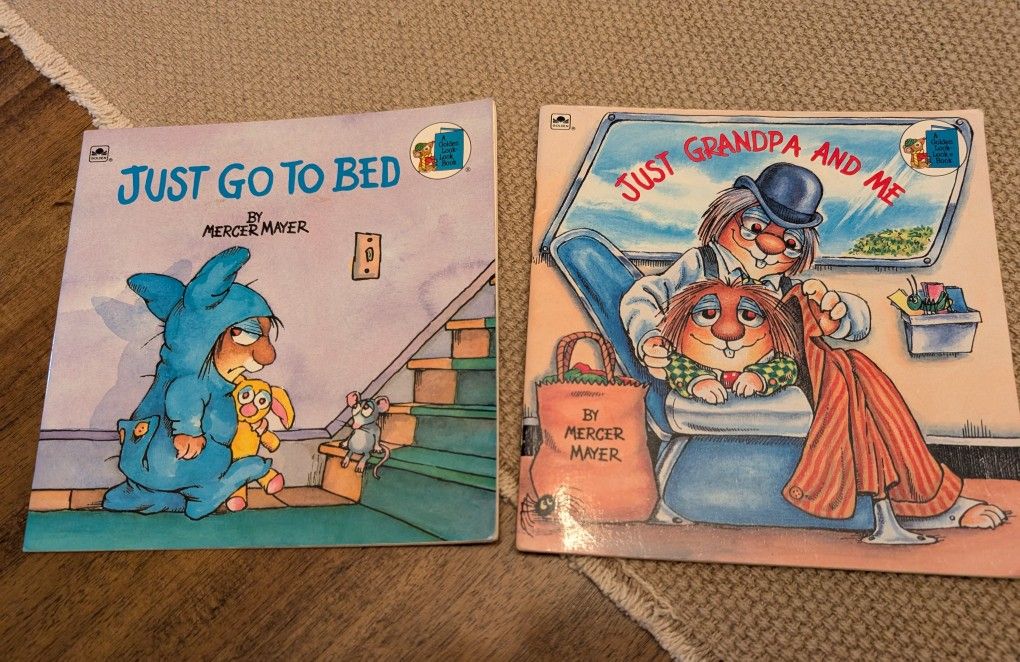 GOLDEN
®
A
Golden
Look-
Look
Book
®
JUST GO TO BED
BY
MERCER MAYER
GOLDEN
®
A
Golden
Look-
Look®
Book
JUST GRANDPA AND ME
BY
MERCER
MAYER